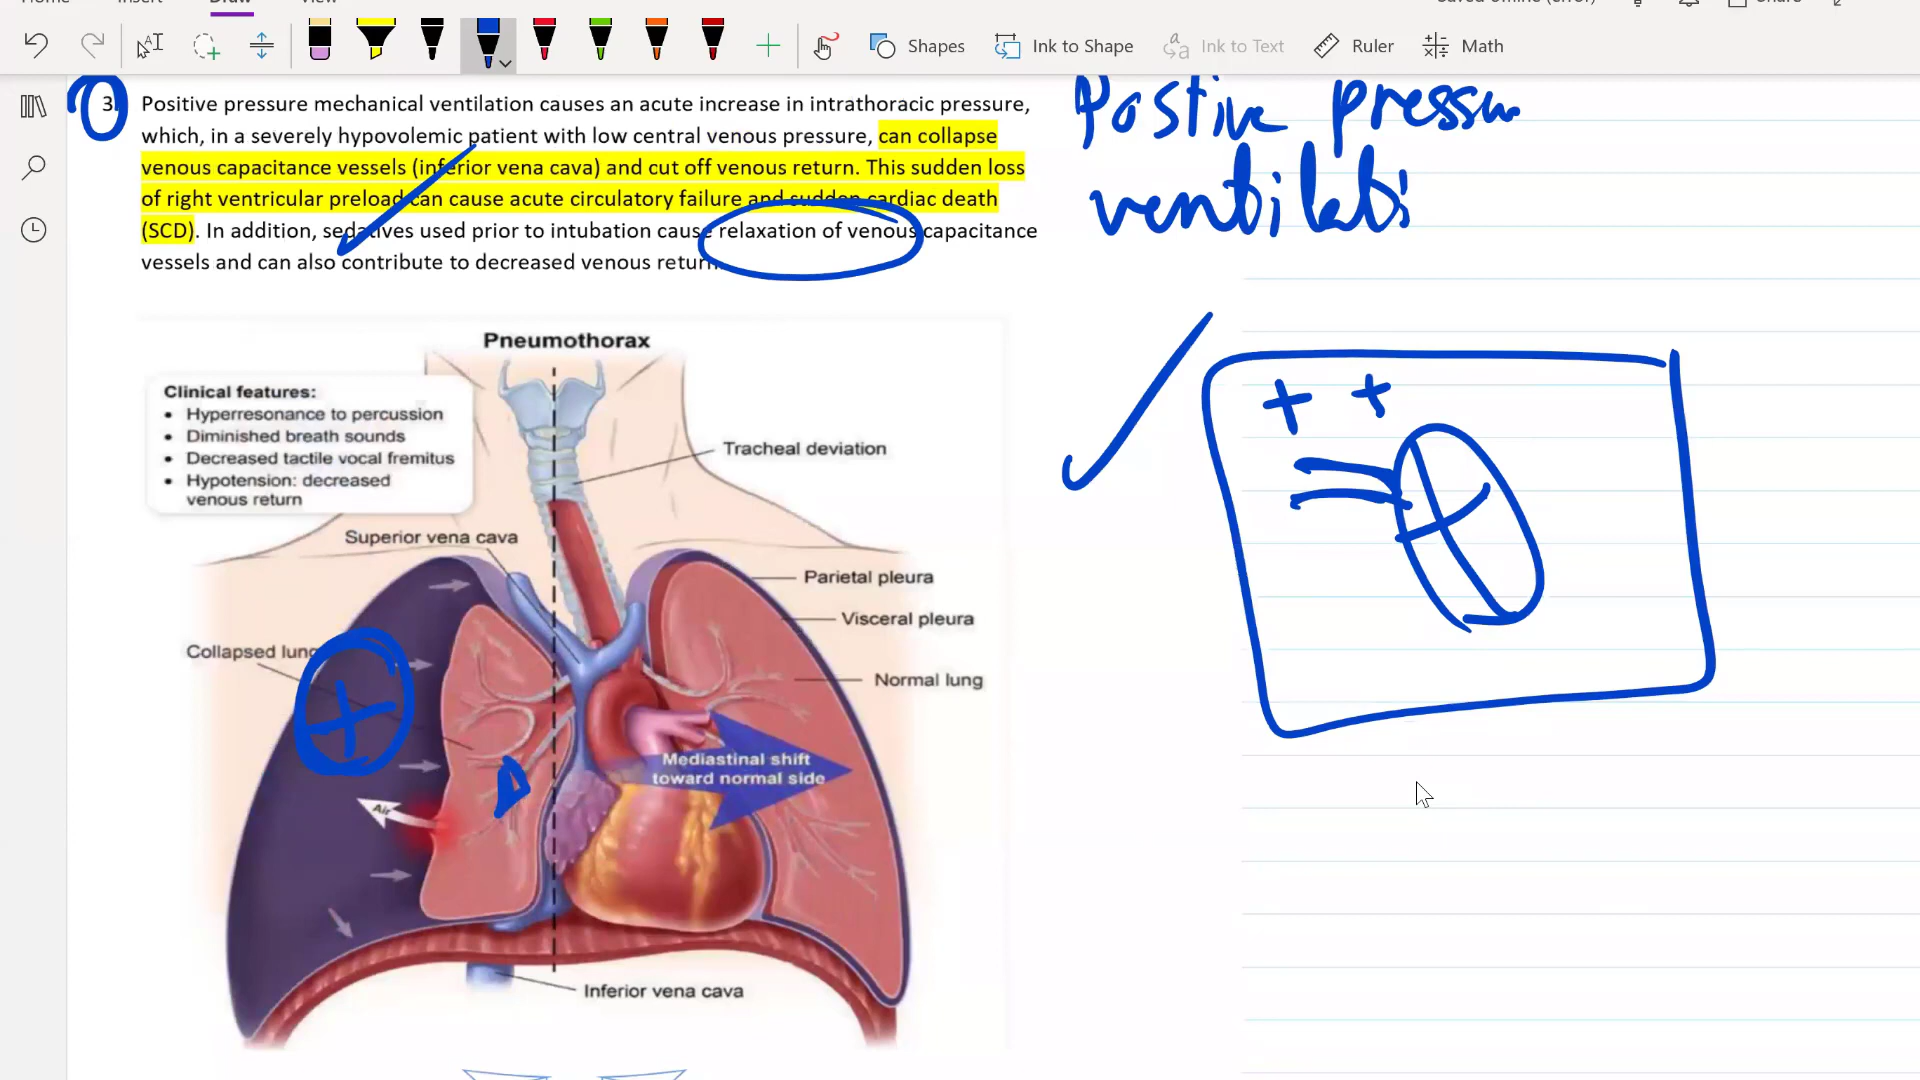 Home Insert Draw View
Share
Shapes Ink to Shape Ink to Text Ruler Math
3. Positive pressure mechanical ventilation causes an acute increase in intrathoracic pressure,
which, in a severely hypovolemic patient with low central venous pressure, can collapse
venous capacitance vessels (inferior vena cava) and cut off venous return. This sudden loss
of right ventricular preload can cause acute circulatory failure and sudden cardiac death
(SCD). In addition, sedatives used prior to intubation cause relaxation of venous capacitance
vessels and can also contribute to decreased venous return
Postive pressu
ventilati
Pneumothorax
Clinical features:
• Hyperresonance to percussion
• Diminished breath sounds
• Decreased tactile vocal fremitus
• Hypotension: decreased
venous return
Tracheal deviation
Superior vena cava
Parietal pleura
Visceral pleura
Collapsed lung
Normal lung
Mediastinal shift
toward normal side
Air
Inferior vena cava
+ +
+